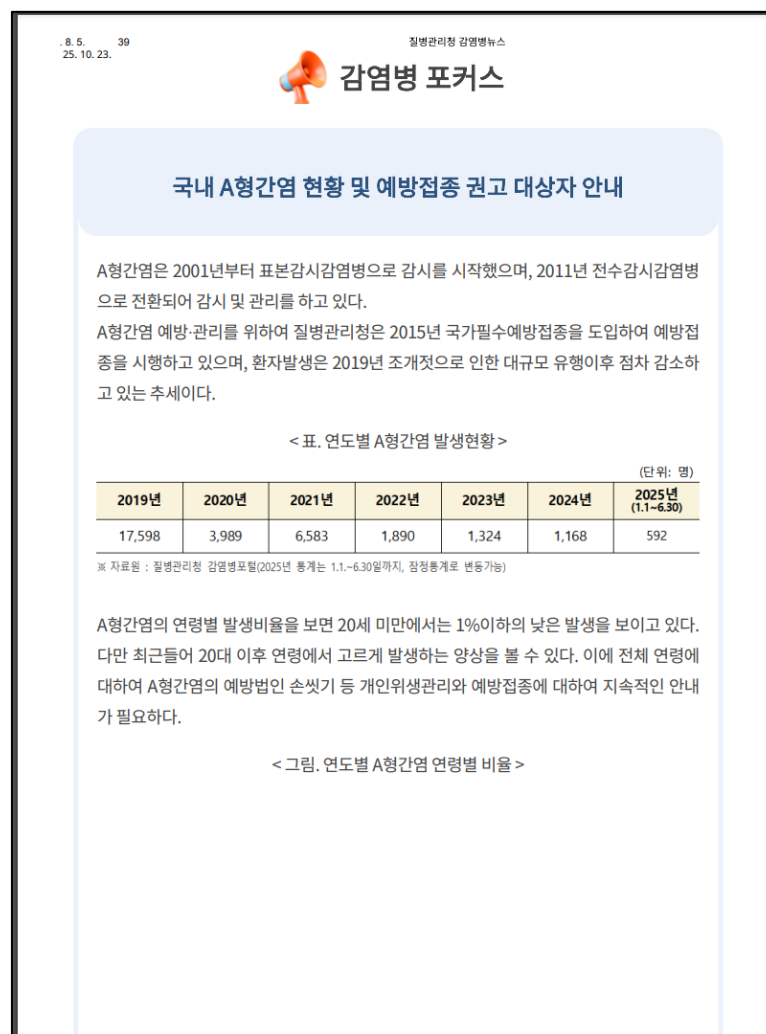 . 8. 5. 39
25. 10. 23.
질병관리청 감염병뉴스
감염병 포커스
국내 A형간염 현황 및 예방접종 권고 대상자 안내
A형간염은 2001년부터 표본감시감염병으로 감시를 시작했으며, 2011년 전수감시감염병
으로 전환되어 감시 및 관리를 하고 있다.
A형간염 예방·관리를 위하여 질병관리청은 2015년 국가필수예방접종을 도입하여 예방접
종을 시행하고 있으며, 환자발생은 2019년 조개젓으로 인한 대규모 유행이후 점차 감소하
고 있는 추세이다.
< 표. 연도별 A형간염 발생현황 >
(단위: 명)
2019년 2020년 2021년 2022년 2023년 2024년 2025년
(1.1~6.30)
17,598 3,989 6,583 1,890 1,324 1,168 592
※ 자료원 : 질병관리청 감염병포털(2025년 통계는 1.1.~6.30일까지, 잠정통계로 변동가능)
A형간염의 연령별 발생비율을 보면 20세 미만에서는 1%이하의 낮은 발생을 보이고 있다.
다만 최근들어 20대 이후 연령에서 고르게 발생하는 양상을 볼 수 있다. 이에 전체 연령에
대하여 A형간염의 예방법인 손씻기 등 개인위생관리와 예방접종에 대하여 지속적인 안내
가 필요하다.
< 그림. 연도별 A형간염 연령별 비율 >